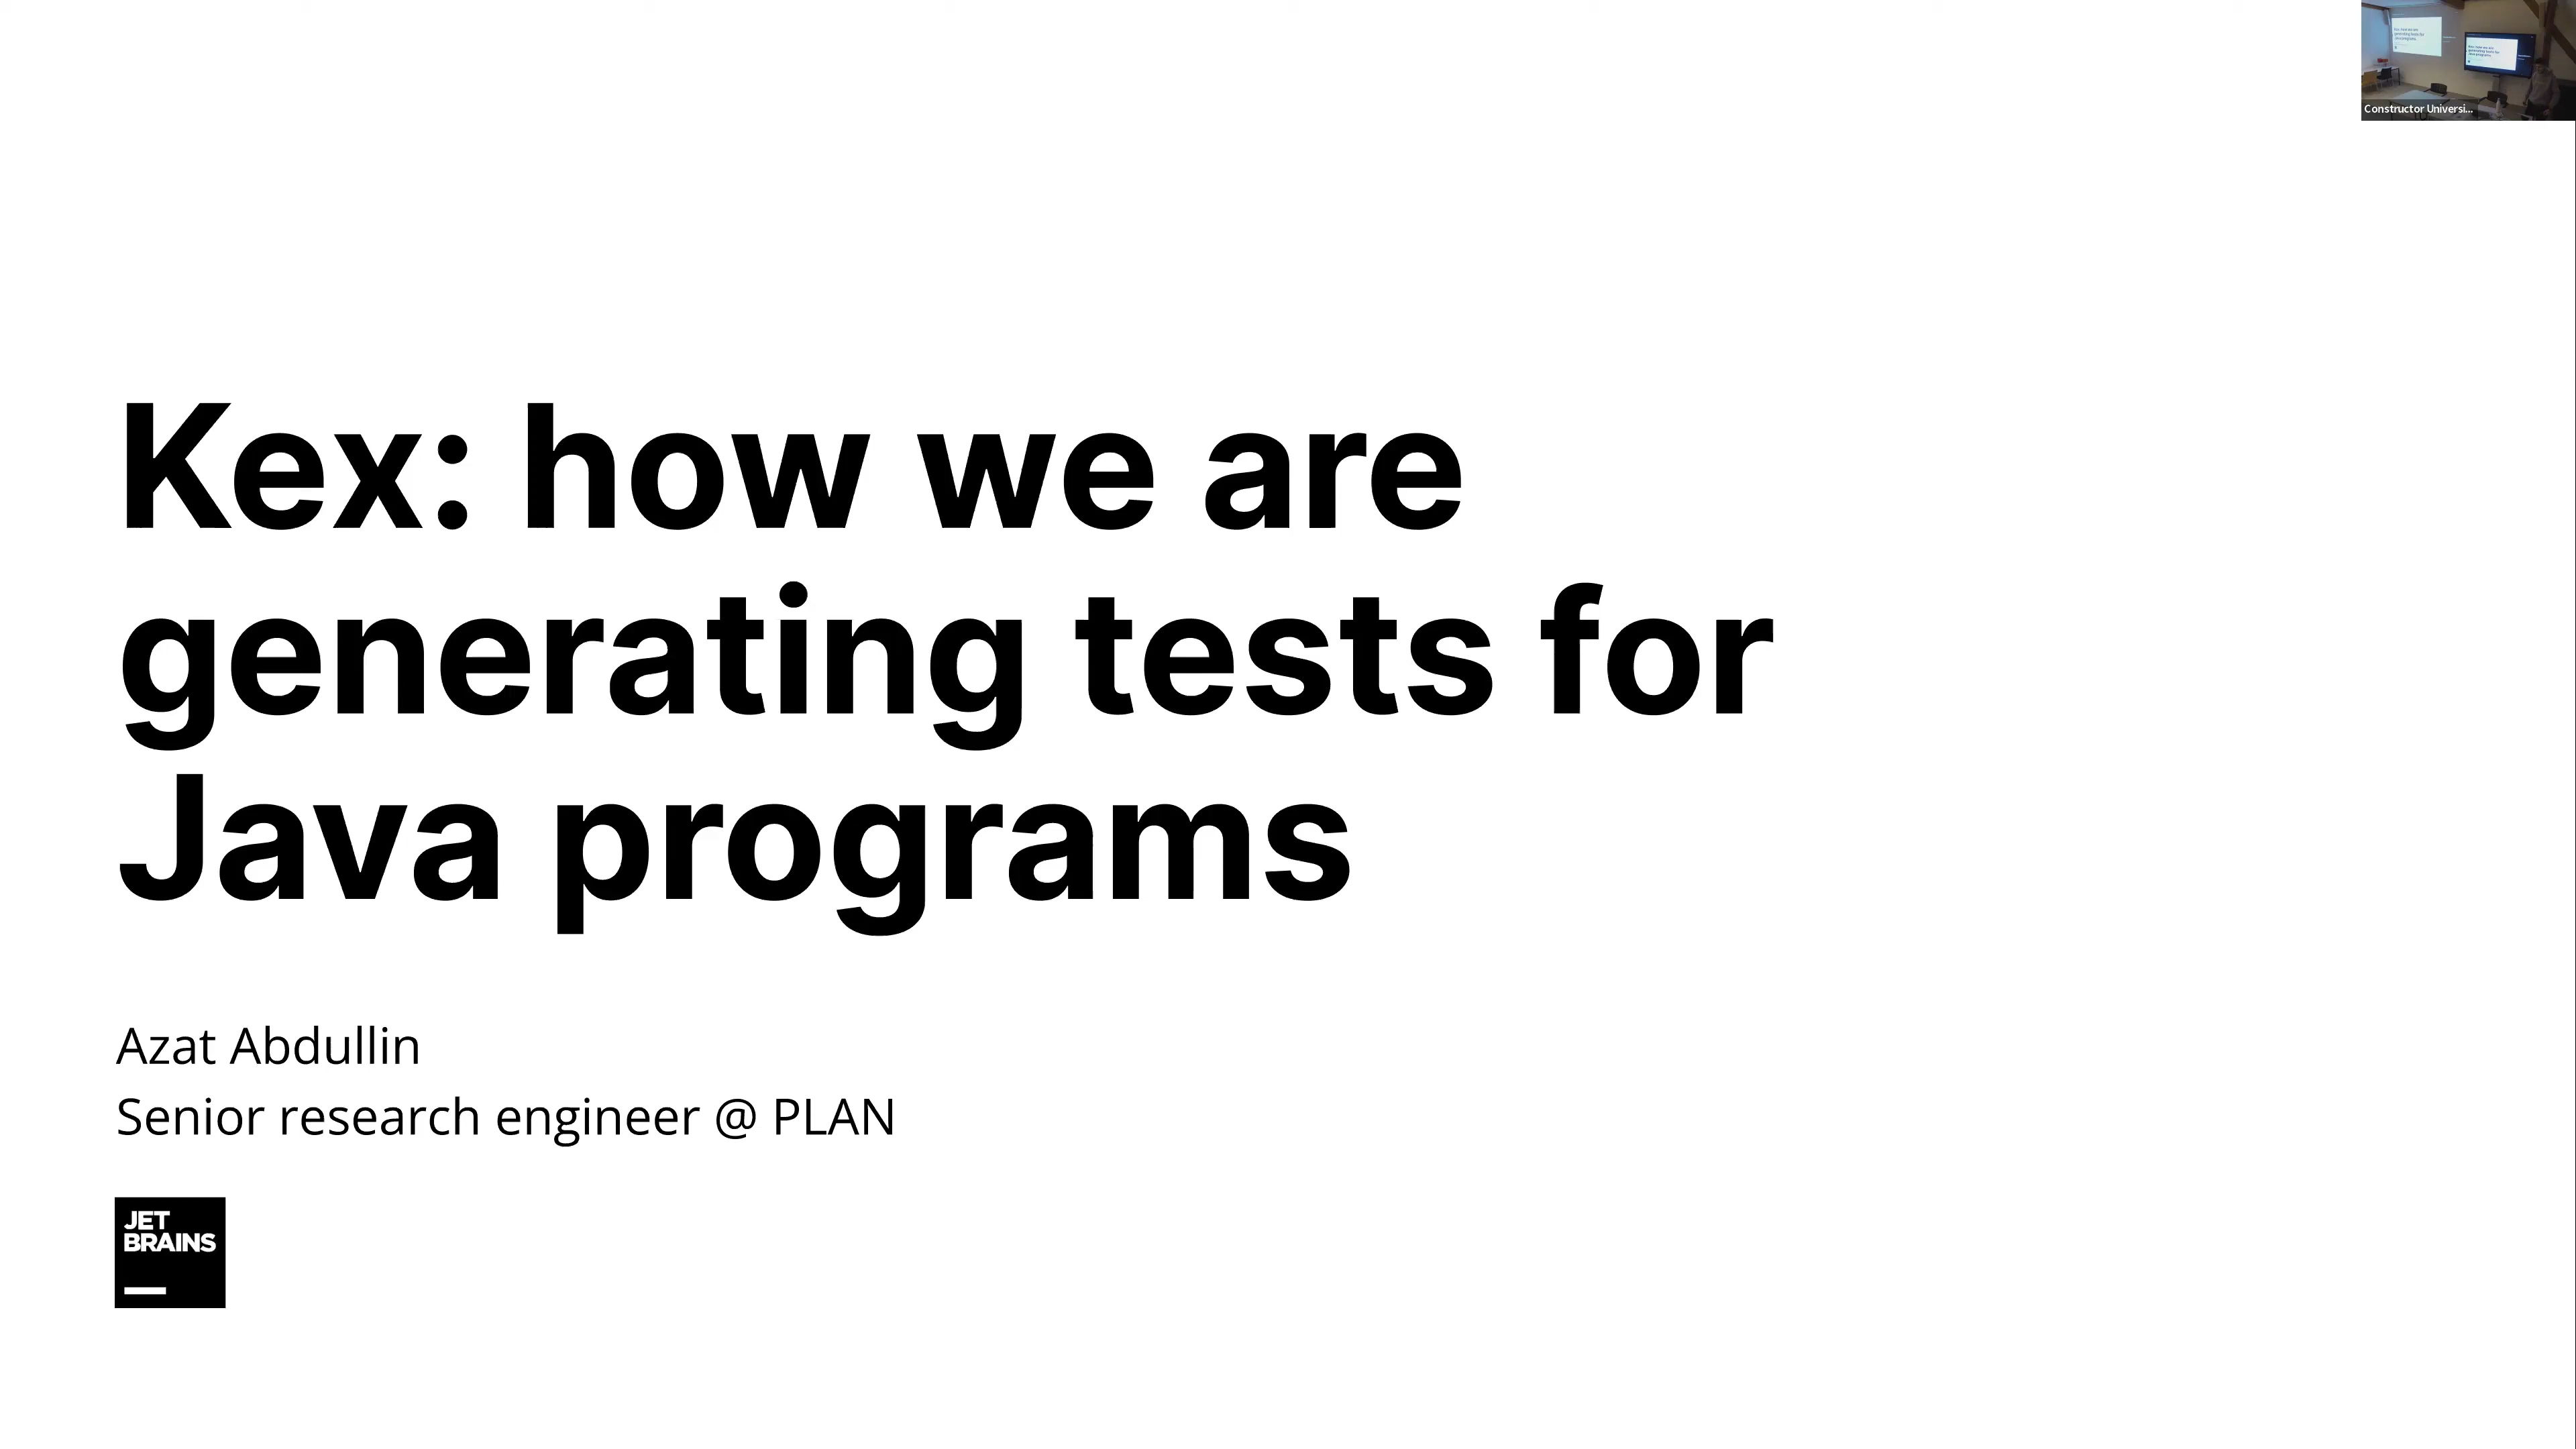 Constructor Universi...
Kex: how we are
generating tests for
Java programs
Azat Abdullin
Senior research engineer @ PLAN
JET
BRAINS